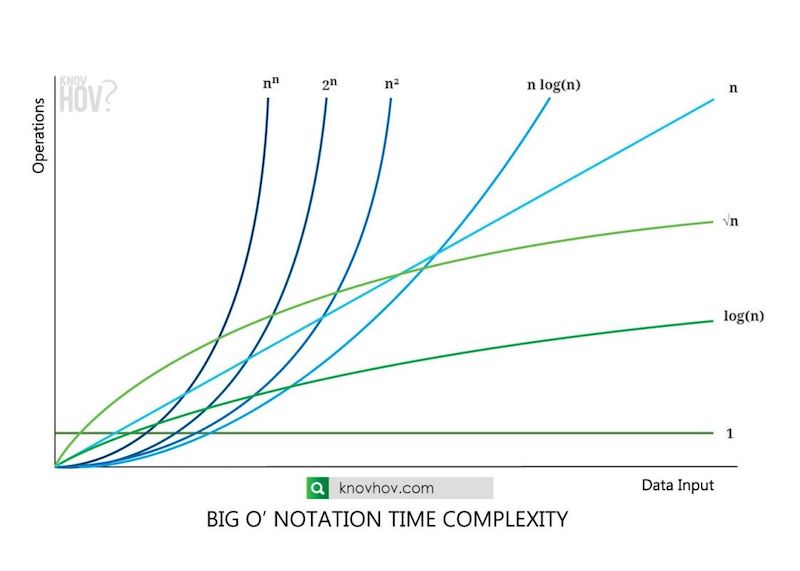 KNOV
HOV?
Operations
nⁿ
2ⁿ
n²
n log(n)
n
√n
log(n)
1
Data Input
knovhov.com
BIG O’ NOTATION TIME COMPLEXITY